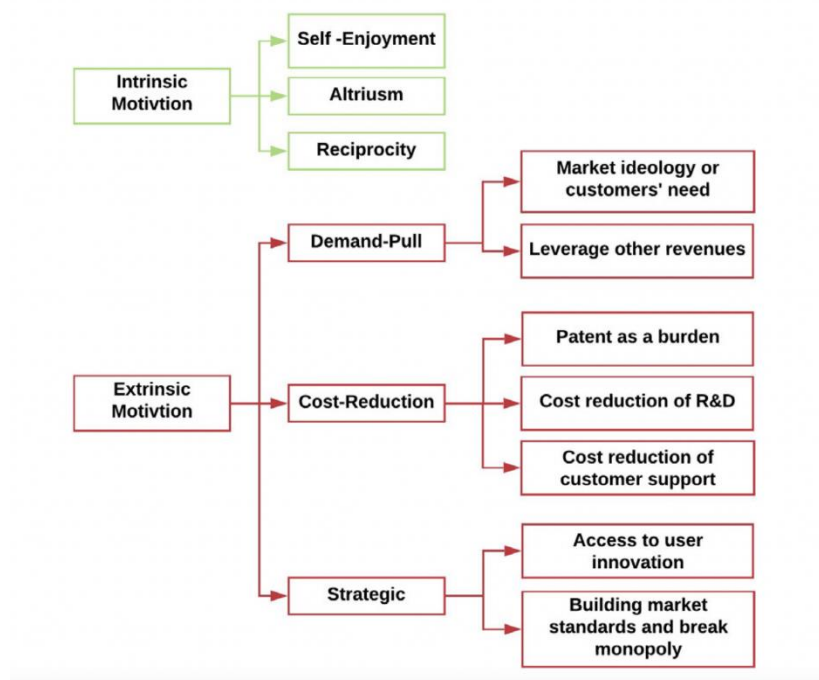 Self -Enjoyment
Intrinsic
Motivtion
Altriusm
Reciprocity
Market ideology or
customers' need
Demand-Pull
Leverage other revenues
Patent as a burden
Extrinsic
Motivtion
Cost-Reduction
Cost reduction of R&D
Cost reduction of
customer support
Access to user
innovation
Strategic
Building market
standards and break
monopoly